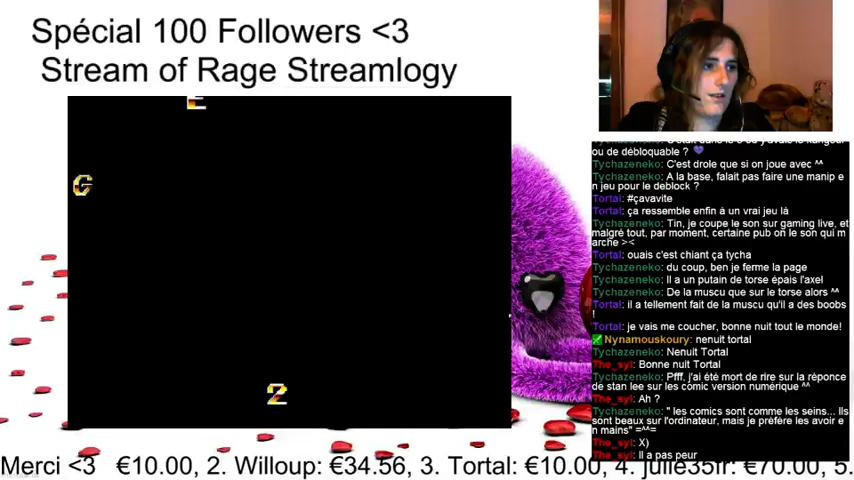 Spécial 100 Followers <3
Stream of Rage Streamlogy
E
G
2
ou de débloquable ? 💜
Tychazeneko: C'est drole que si on joue avec ^^
Tychazeneko: A la base, falait pas faire une manip e
n jeu pour le deblock ?
Tortal: #çavavite
Tortal: ça ressemble enfin à un vrai jeu là
Tychazeneko: Tin, je coupe le son sur gaming live, et
malgré tout, par moment, certaine pub on le son qui m
arche ><
Tortal: ouais c'est chiant ça tycha
Tychazeneko: du coup, ben je ferme la page
Tychazeneko: Il a un putain de torse épais l'axel
Tychazeneko: De la muscu que sur le torse alors ^^
Tortal: il a tellement fait de la muscu qu'il a des boobs
!
Tortal: je vais me coucher, bonne nuit tout le monde!
Nynamouskoury: nenuit tortal
Tychazeneko: Nenuit Tortal
The_syl: Bonne nuit Tortal
Tychazeneko: Pfff, j'ai été mort de rire sur la réponce
de stan lee sur les comic version numérique ^^
The_syl: Ah ?
Tychazeneko: " les comics sont comme les seins... Ils
sont beaux sur l'ordinateur, mais je préfère les avoir e
n mains" =^^=
The_syl: X)
The_syl: Il a pas peur
Merci <3 €10.00, 2. Willoup: €34.56, 3. Tortal: €10.00, 4. julie35fr: €70.00, 5.